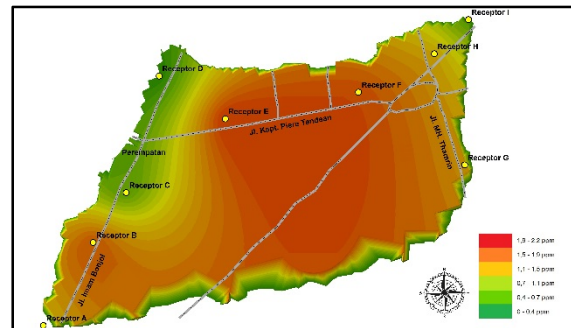 Receptor I
Receptor H
Receptor D
Receptor F
Receptor E
Jl. Kapt. Piere Tendean
Perempatan
Jl. MH. Thamrin
Receptor G
Receptor C
Receptor B
Jl. Imam Bonjol
Receptor A
1,9 - 2,2 ppm
1,5 - 1,9 ppm
1,1 - 1,5 ppm
0,7 - 1,1 ppm
0,4 - 0,7 ppm
0 - 0,4 ppm